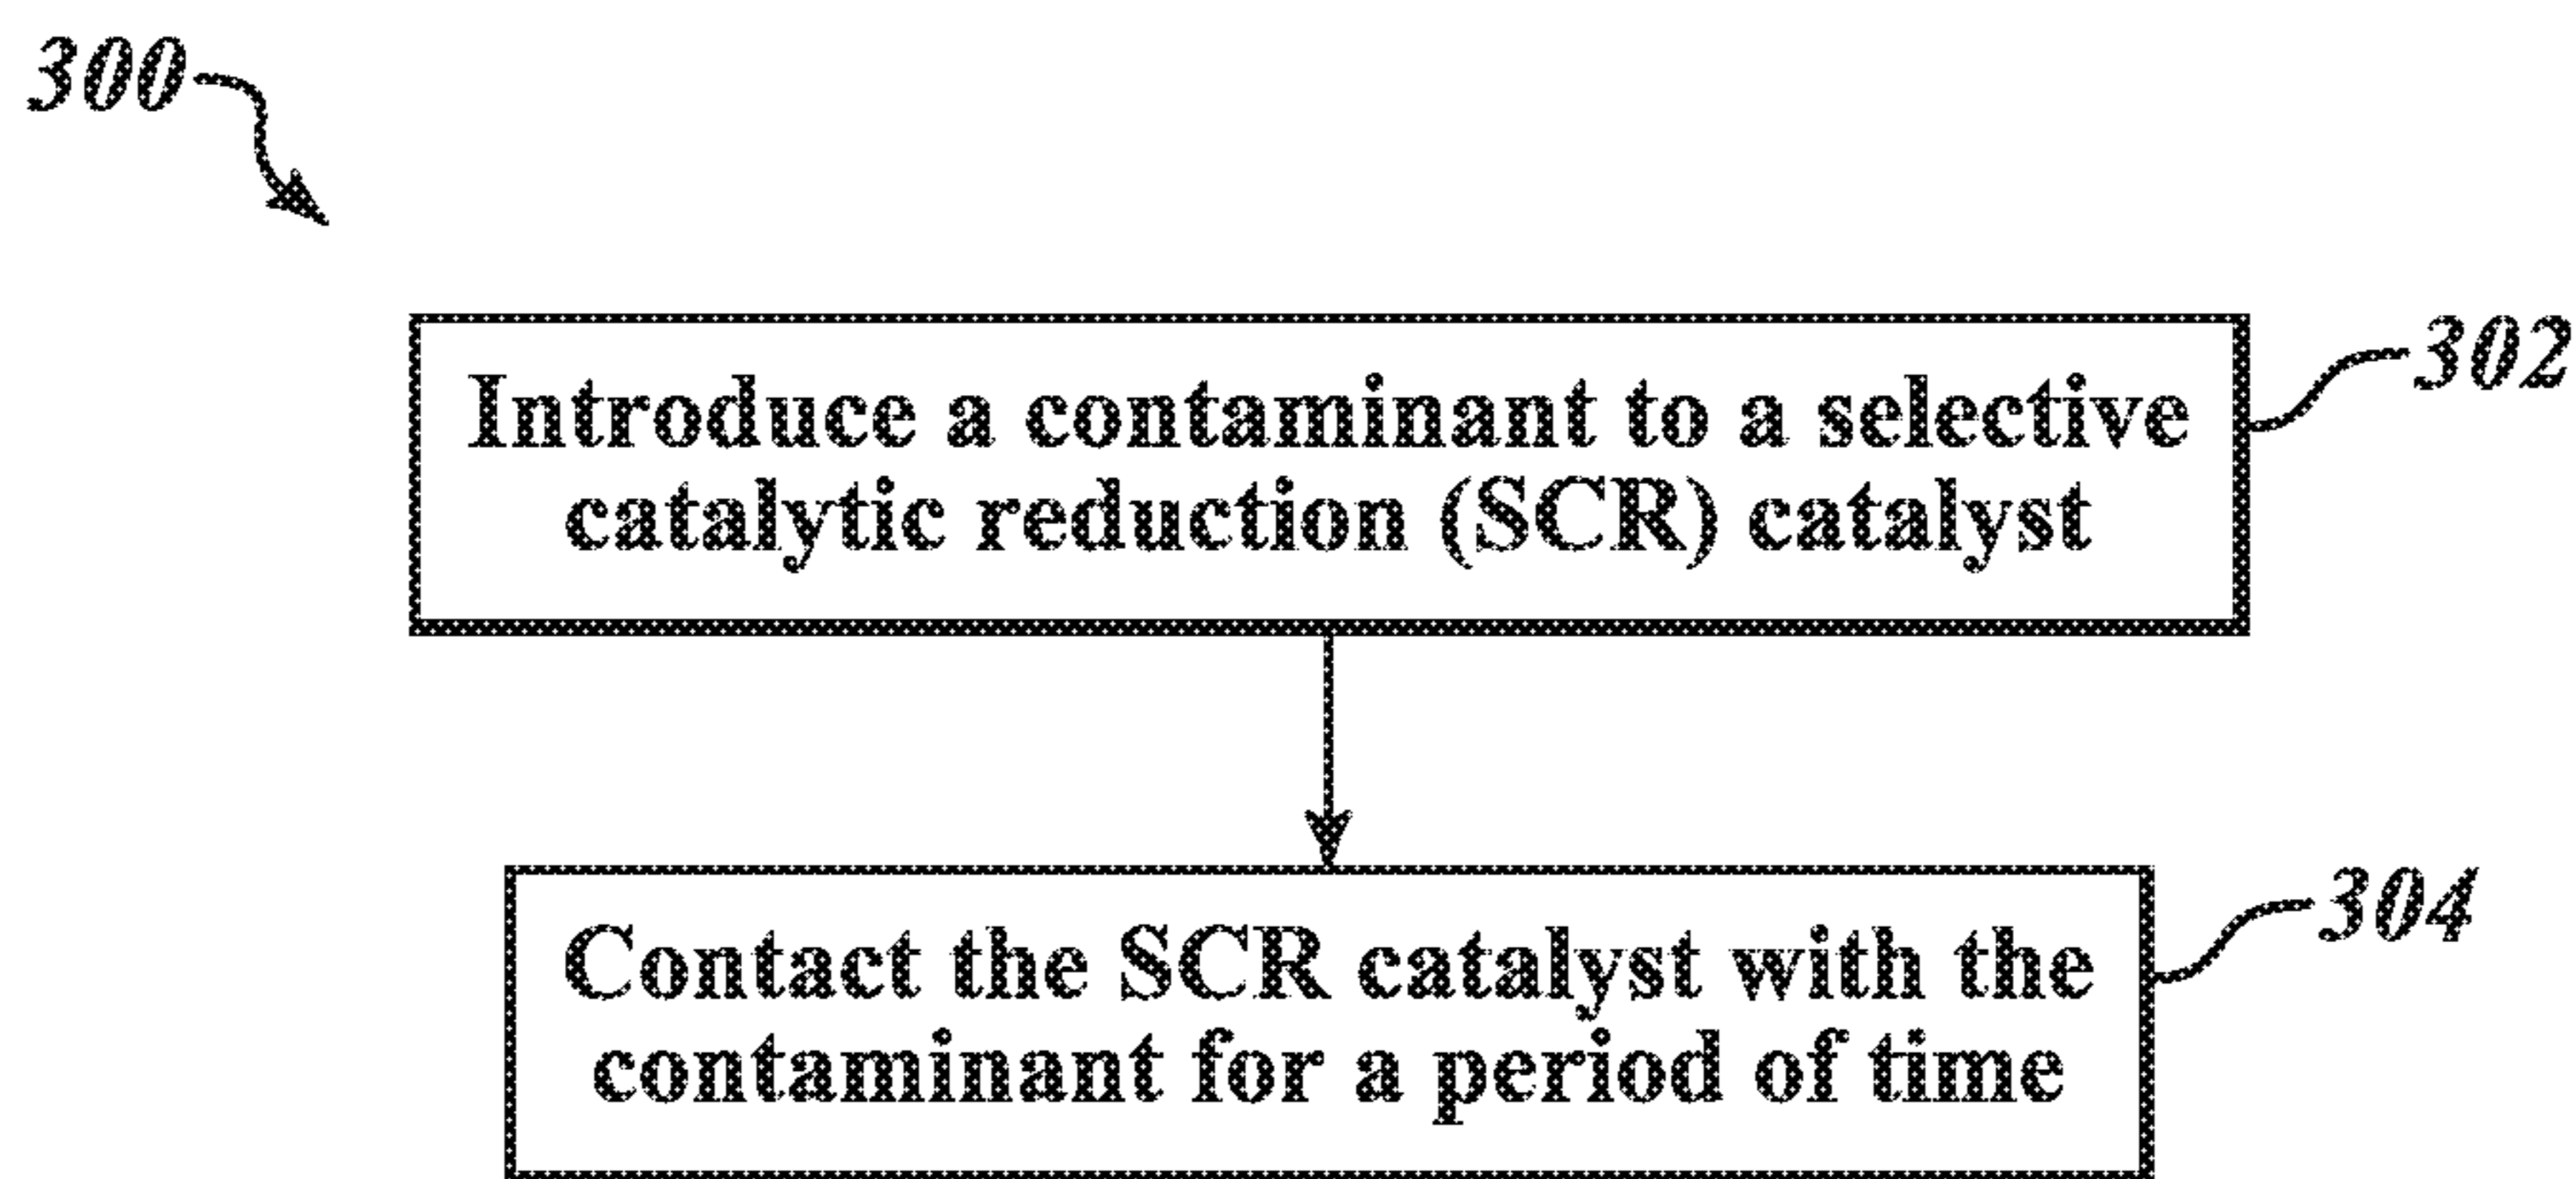 300
Introduce a contaminant to a selective
catalytic reduction (SCR) catalyst
302
Contact the SCR catalyst with the
contaminant for a period of time
304